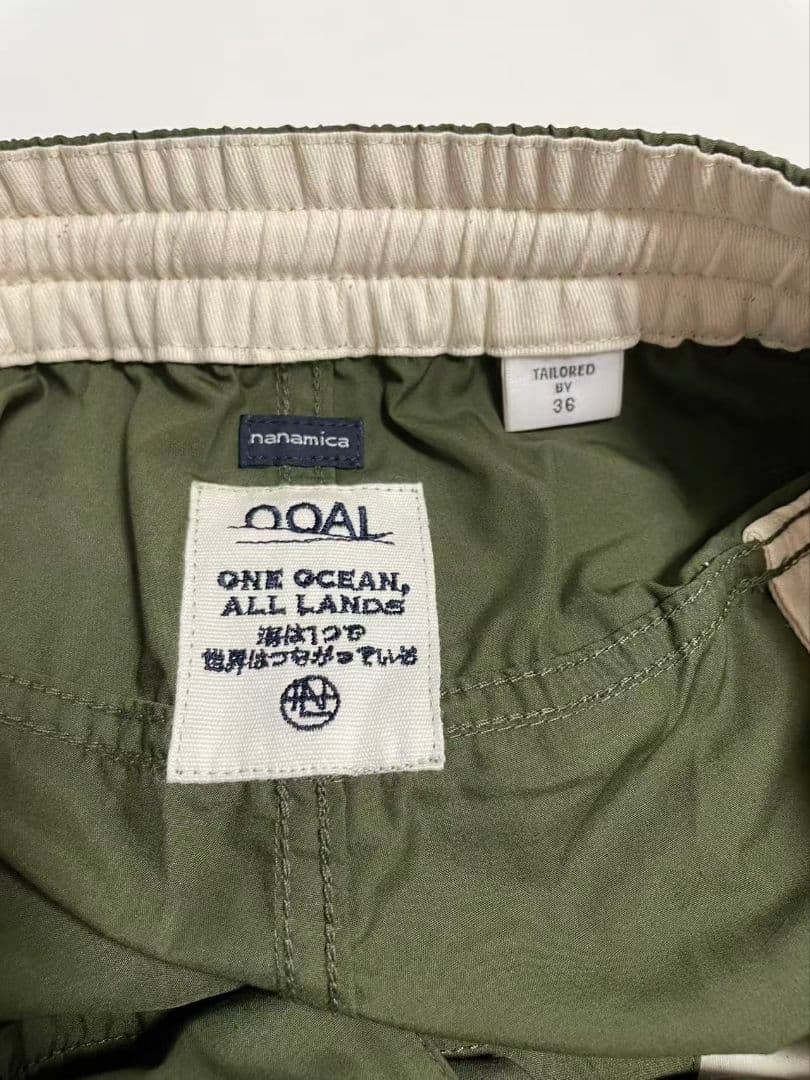 TAILORED
BY
36
nanamica
OOAL
ONE OCEAN,
ALL LANDS
海は1つで
世界はつながっている